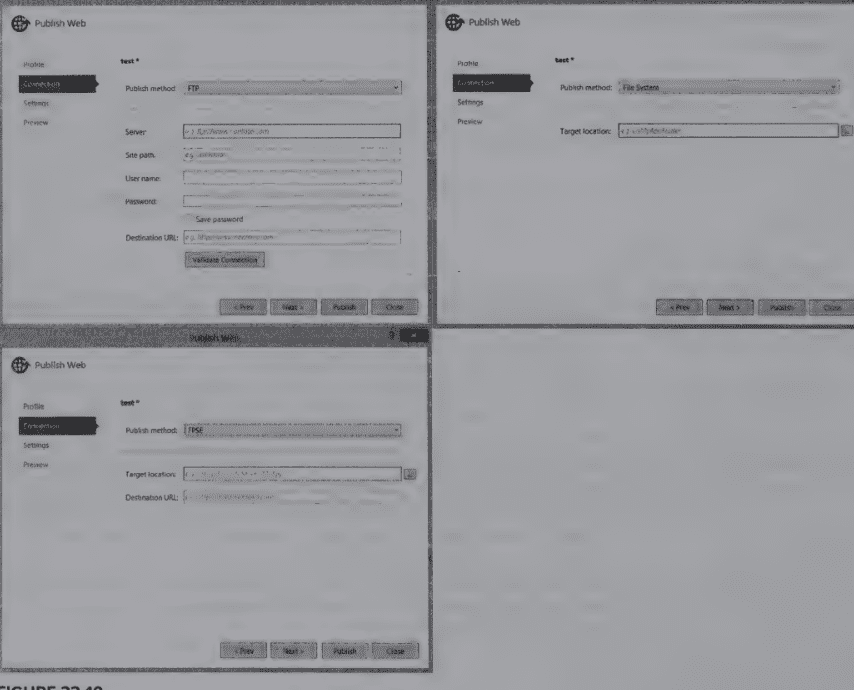 Publish Web
test *
Profile
Connection
Settings
Preview
Publish method: FTP
Server:
Site path:
User name:
Password:
Save password
Destination URL:
Validate Connection
< Prev
Next >
Publish
Close
Publish Web
test *
Profile
Connection
Settings
Preview
Publish method: File System
Target location:
< Prev
Next >
Publish
Close
Publish Web
Publish Web
test *
Profile
Connection
Settings
Preview
Publish method: FPSE
Target location:
Destination URL:
< Prev
Next >
Publish
Close